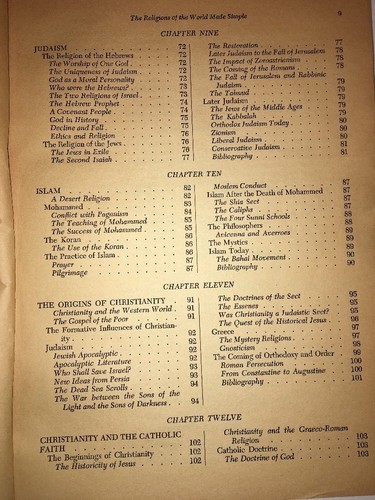 The Religions of the World Made Simple 9
CHAPTER NINE
JUDAISM . . . . . . . . . . 72
The Religion of the Hebrews . . . . 72
The Worship of One God . . . . 72
The Uniqueness of Judaism . . . . 72
God as a Moral Personality . . . . 72
Who were the Hebrews? . . . . 73
The Two Religions of Israel . . . . 73
The Hebrew Prophet . . . . 74
A Covenant People . . . . 74
God in History . . . . 75
Decline and Fall . . . . 75
Ethics and Religion . . . . 76
The Religion of the Jews . . . . 76
The Jews in Exile . . . . 76
The Second Isaiah . . . . 77
The Restoration . . . . 77
Later Judaism to the Fall of Jerusalem 78
The Impact of Zoroastrianism . . . . 78
The Coming of the Romans . . . . 78
The Fall of Jerusalem and Rabbinic
Judaism . . . . 79
The Talmud . . . . 79
Later Judaism . . . . 79
The Jews of the Middle Ages . . . . 79
The Kabbalah . . . . 79
Orthodox Judaism Today . . . . 80
Zionism . . . . 80
Liberal Judaism . . . . 80
Conservative Judaism . . . . 81
Bibliography . . . . 81
CHAPTER TEN
ISLAM . . . . 82
A Desert Religion . . . . 82
Mohammed . . . . 83
Conflict with Paganism . . . . 84
The Teaching of Mohammed . . . . 85
The Success of Mohammed . . . . 85
The Koran . . . . 86
The Use of the Koran . . . . 86
The Practice of Islam . . . . 87
Prayer . . . . 87
Pilgrimage . . . . 87
Moslem Conduct . . . . 87
Islam After the Death of Mohammed . . 87
The Shia Sect . . . . 87
The Caliphs . . . . 87
The Four Sunni Schools . . . . 88
The Philosophers . . . . 88
Avicenna and Averroes . . . . 89
The Mystics . . . . 89
Islam Today . . . . 89
The Bahai Movement . . . . 90
Bibliography . . . . 90
CHAPTER ELEVEN
THE ORIGINS OF CHRISTIANITY . . . . 91
Christianity and the Western World . . 91
The Gospel of the Poor . . . . 91
The Formative Influences of Christian-
ity . . . . 92
Judaism . . . . 92
Jewish Apocalyptic . . . . 92
Apocalyptic Literature . . . . 92
Who Shall Save Israel? . . . . 93
New Ideas from Persia . . . . 93
The Dead Sea Scrolls . . . . 94
The War between the Sons of the
Light and the Sons of Darkness . . 94
The Doctrines of the Sect . . . . 95
The Essenes . . . . 95
Was Christianity a Judaistic Sect? . . 95
The Quest of the Historical Jesus . . 96
Greece . . . . 97
The Mystery Religions . . . . 97
Gnosticism . . . . 98
The Coming of Orthodoxy and Order . . 99
Roman Persecution . . . . 100
From Constantine to Augustine . . . . 100
Bibliography . . . . 101
CHAPTER TWELVE
CHRISTIANITY AND THE CATHOLIC
FAITH . . . . 102
The Beginnings of Christianity . . . . 102
The Historicity of Jesus . . . . 102
Christianity and the Graeco-Roman
Religion . . . . 103
Catholic Doctrine . . . . 103
The Doctrine of God . . . . 103